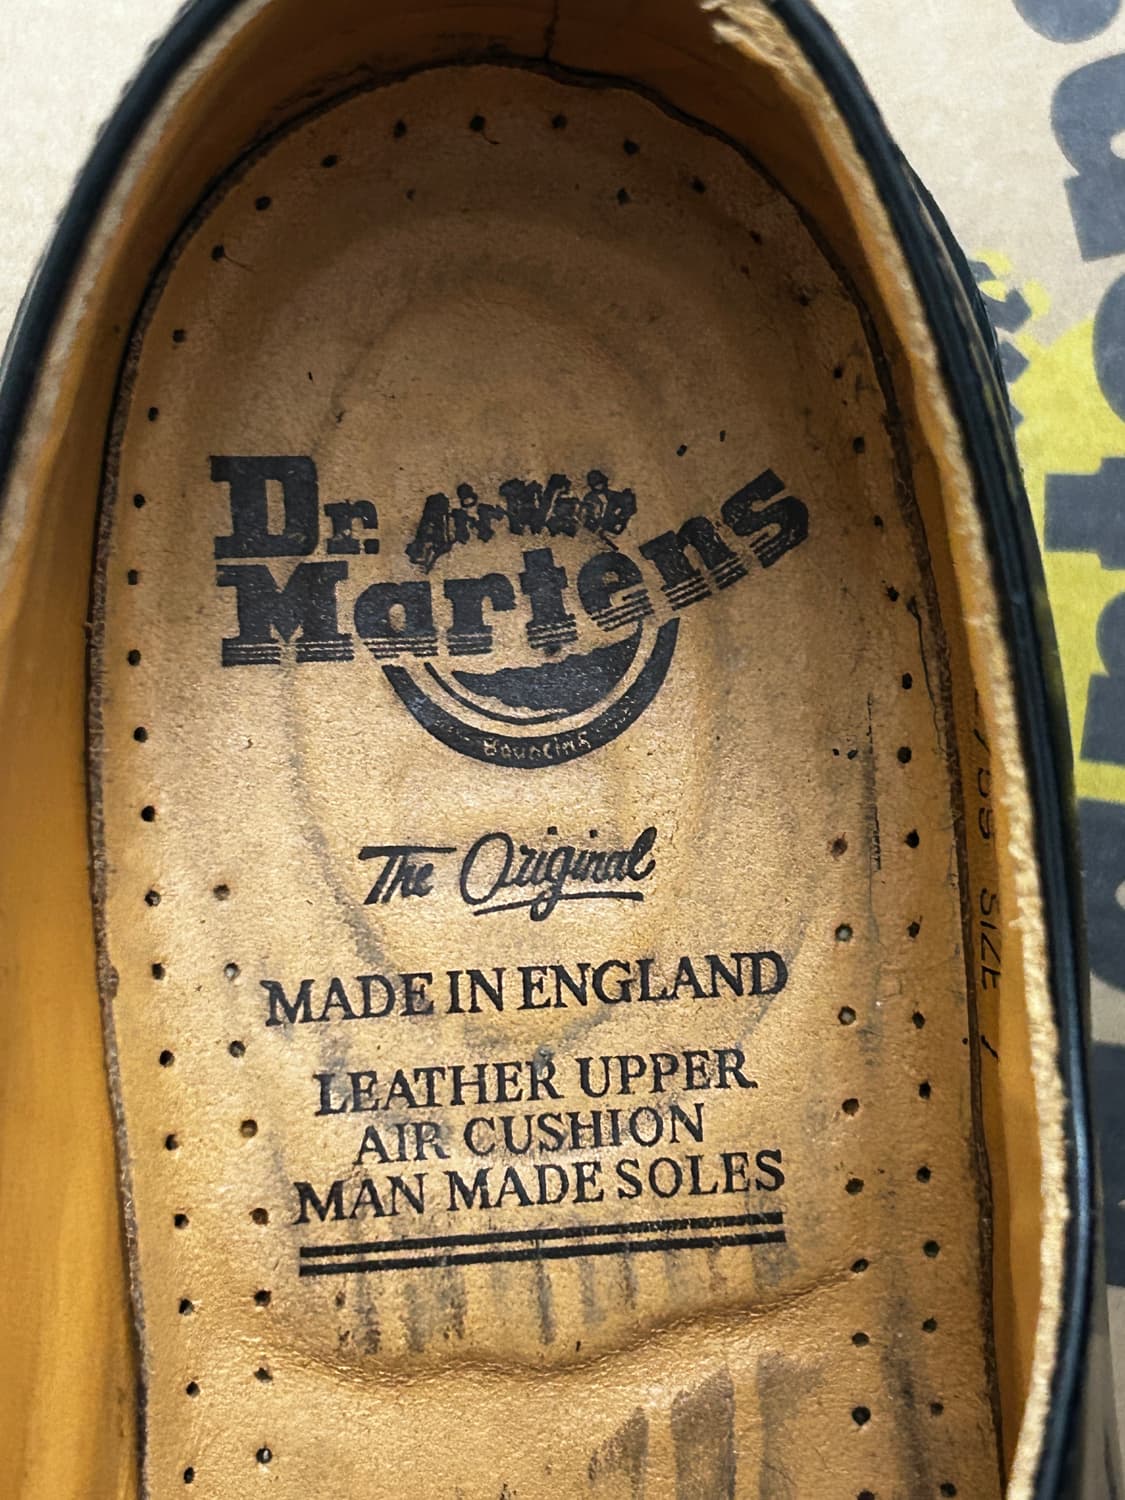 Dr.
AirWair
Martens
BOUNCING
The Original
MADE IN ENGLAND
LEATHER UPPER
AIR CUSHION
MAN MADE SOLES
SIZE